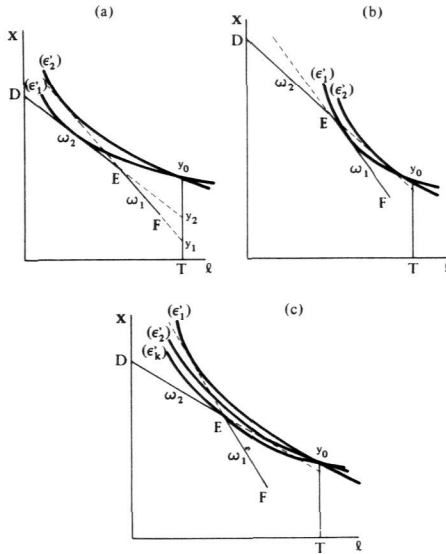 (a)
X
(ϵ'₂)
(ϵ'₁)
D
ω₂
E
ω₁
F
y₀
y₂
y₁
T ℓ
(b)
X
D
ω₂
(ϵ'₁)
(ϵ'₂)
E
ω₁
F
y₀
T
(c)
X
(ϵ'₁)
(ϵ'₂)
(ϵ'ₖ)
D
ω₂
E
ω₁
F
y₀
T ℓ